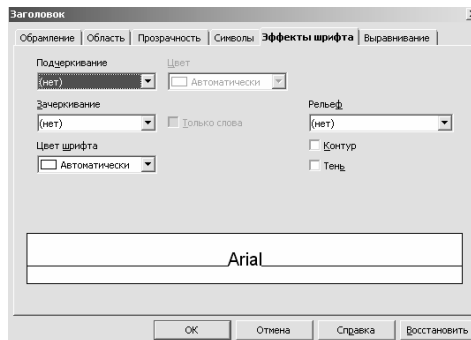 Заголовок
Обрамление Область Прозрачность Символы Эффекты шрифта Выравнивание
Подчеркивание Цвет
(нет) Автоматически
Зачеркивание Рельеф
(нет) Только слова (нет)
Цвет шрифта Контур
Автоматически Тень
Arial
ОК Отмена Справка Восстановить